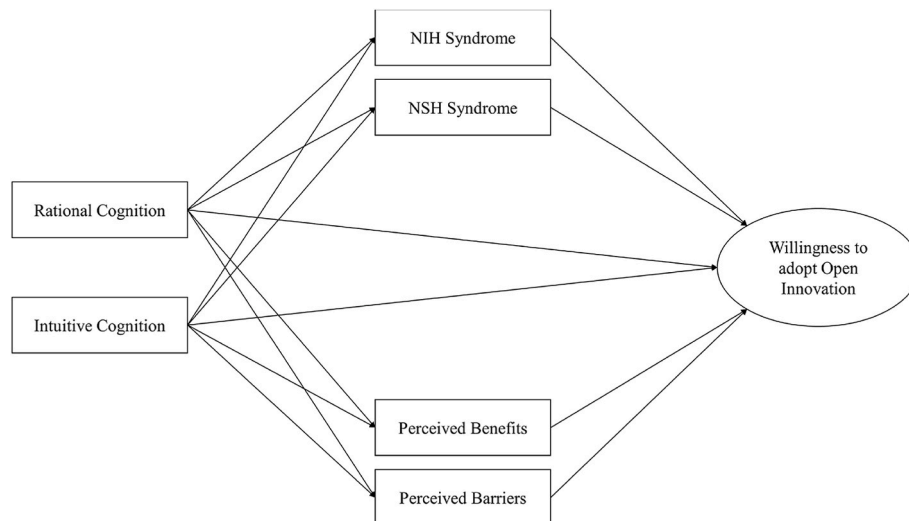 NIH Syndrome
NSH Syndrome
Rational Cognition
Willingness to
adopt Open
Innovation
Intuitive Cognition
Perceived Benefits
Perceived Barriers